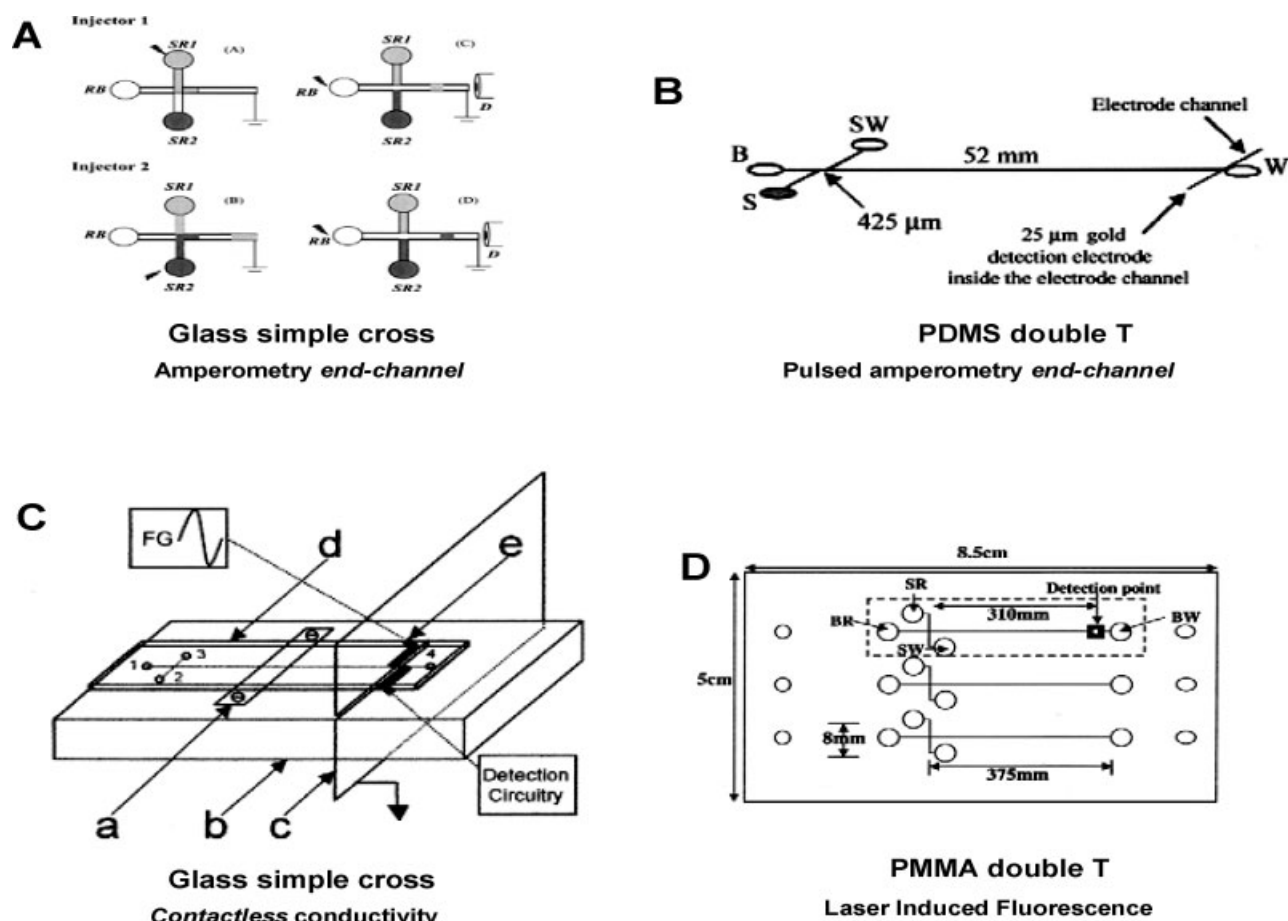 A
Injector 1
SR1
(A)
RB
SR2
SR1
(C)
RB
D
SR2
Injector 2
SR1
(B)
RB
SR2
SR1
(D)
RB
D
SR2
Glass simple cross
Amperometry end-channel
B
Electrode channel
SW
B
52 mm
W
S
425 μm
25 μm gold
detection electrode
inside the electrode channel
PDMS double T
Pulsed amperometry end-channel
C
FG
d
e
1
3
2
4
a
b
c
Detection
Circuitry
Glass simple cross
Contactless conductivity
D
8.5cm
SR
Detection point
310mm
BR
BW
SW
5cm
8mm
375mm
PMMA double T
Laser Induced Fluorescence